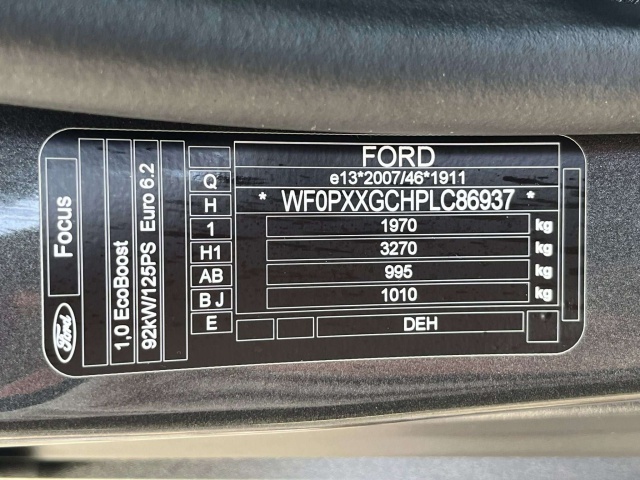 FORD
e13*2007/46*1911
* WF0PXXGCHPLC86937 *
1970 kg
3270 kg
995 kg
1010 kg
DEH
Q
H
1
H1
AB
B J
E
Focus
Ford
1,0 EcoBoost
92kW/125PS Euro 6.2